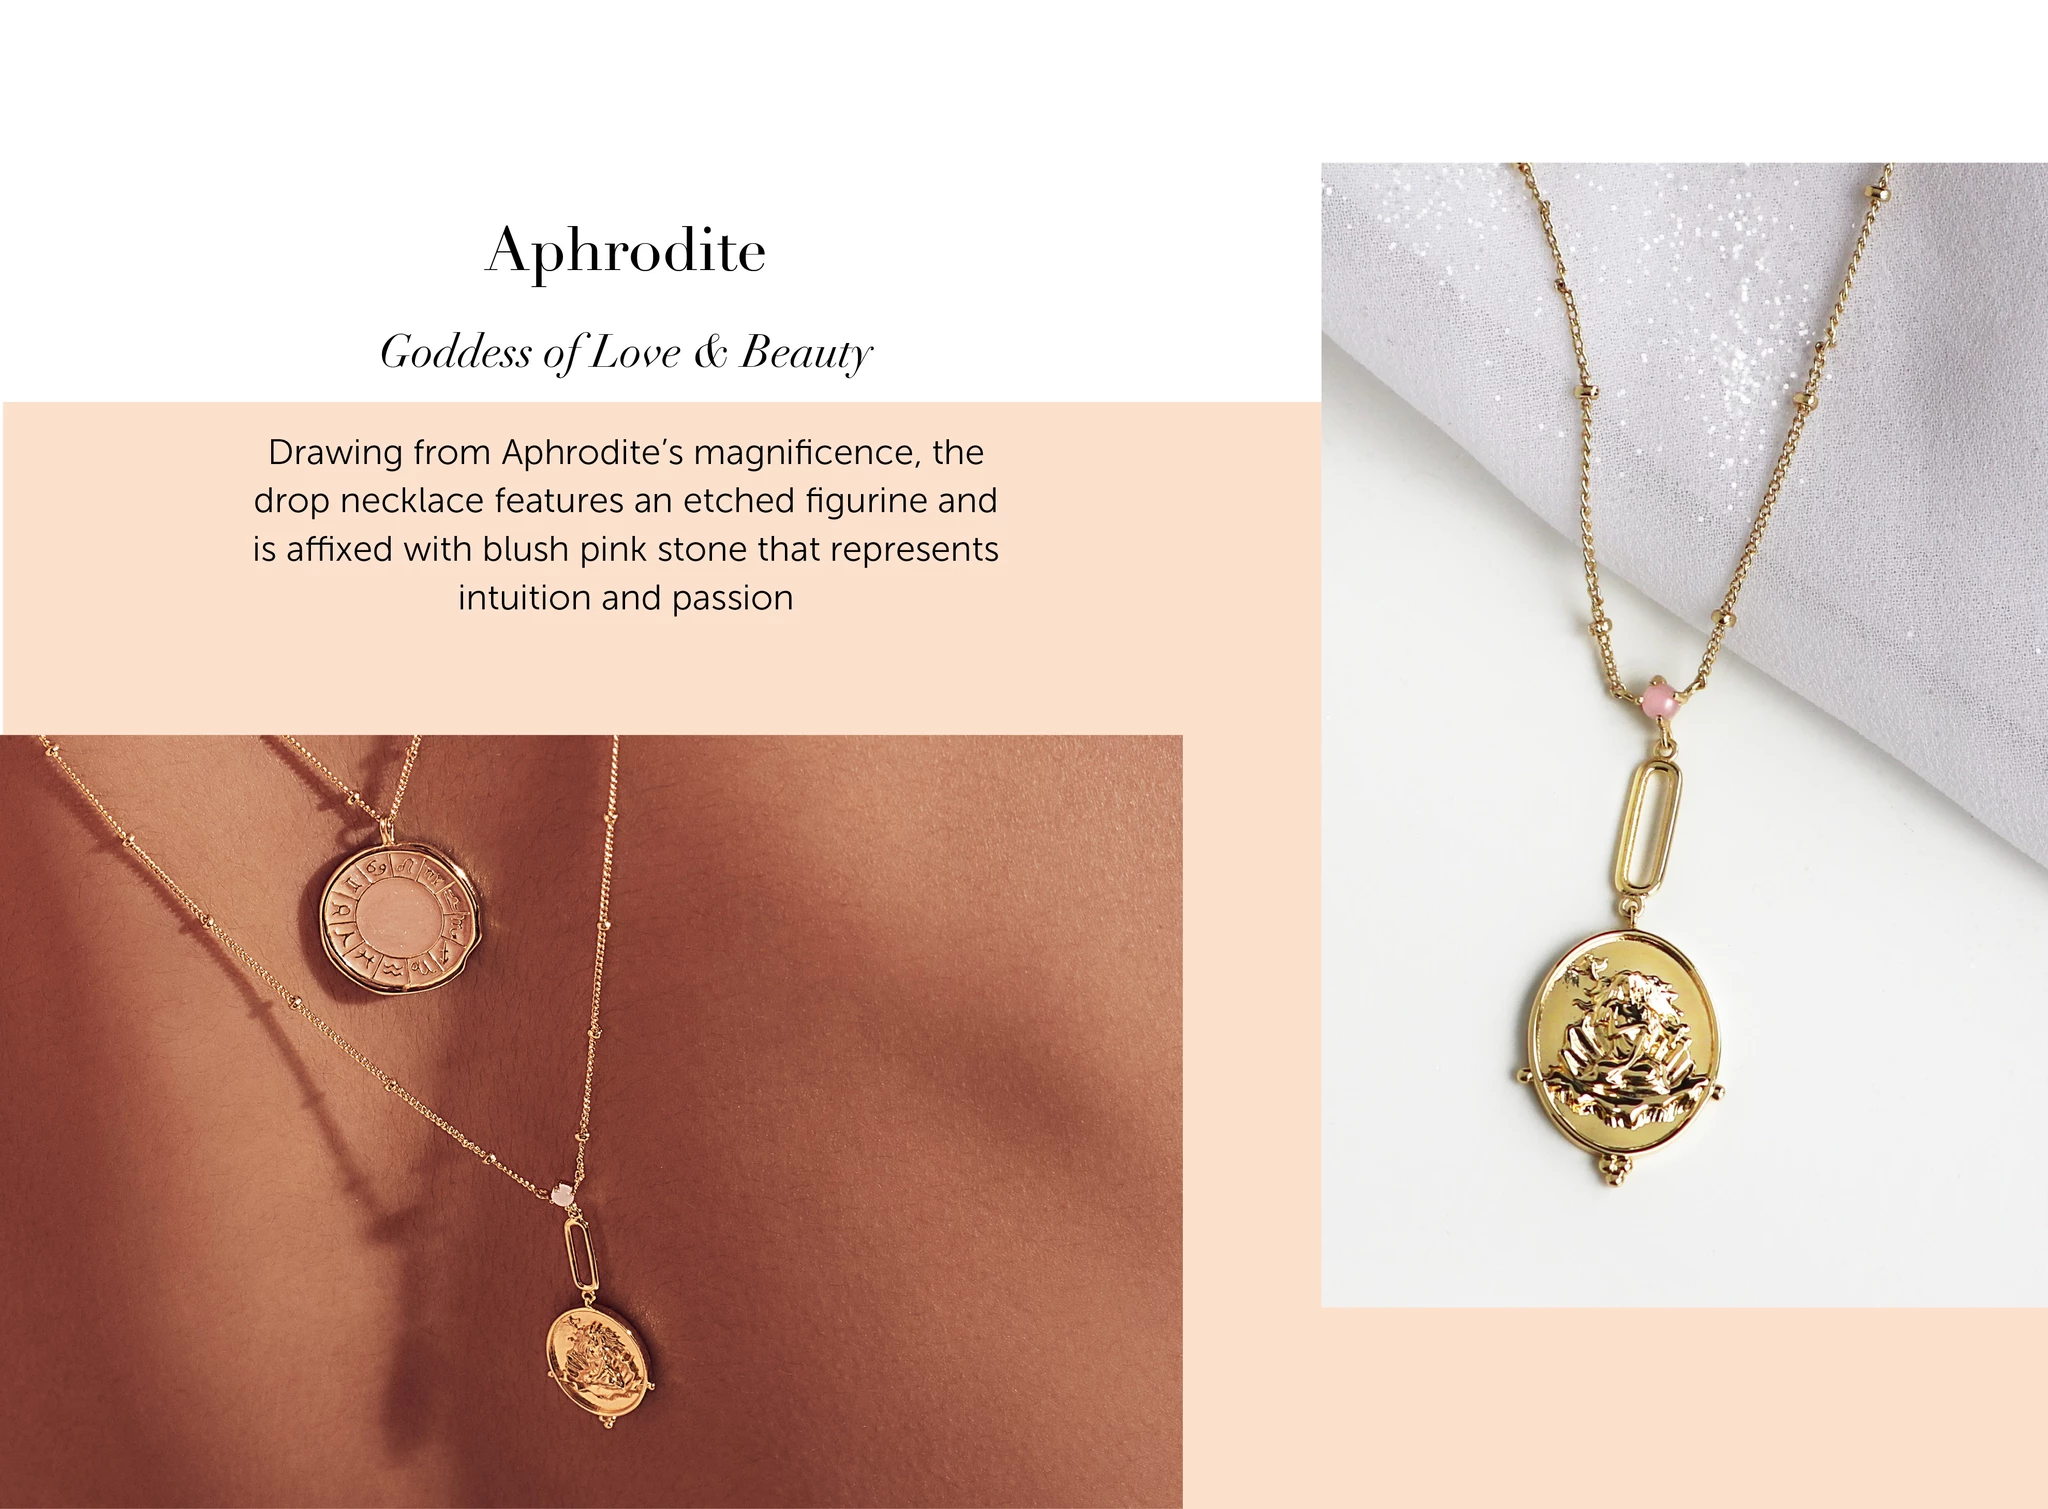 Aphrodite
Goddess of Love & Beauty
Drawing from Aphrodite’s magnificence, the
drop necklace features an etched figurine and
is affixed with blush pink stone that represents
intuition and passion